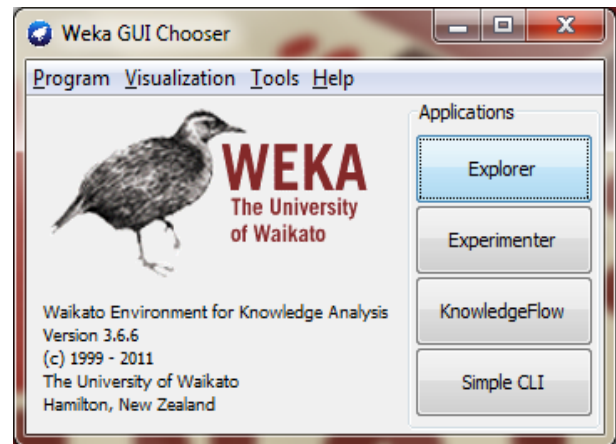 Weka GUI Chooser
Program Visualization Tools Help
WEKA
The University
of Waikato
Waikato Environment for Knowledge Analysis
Version 3.6.6
(c) 1999 - 2011
The University of Waikato
Hamilton, New Zealand
Applications
Explorer
Experimenter
KnowledgeFlow
Simple CLI